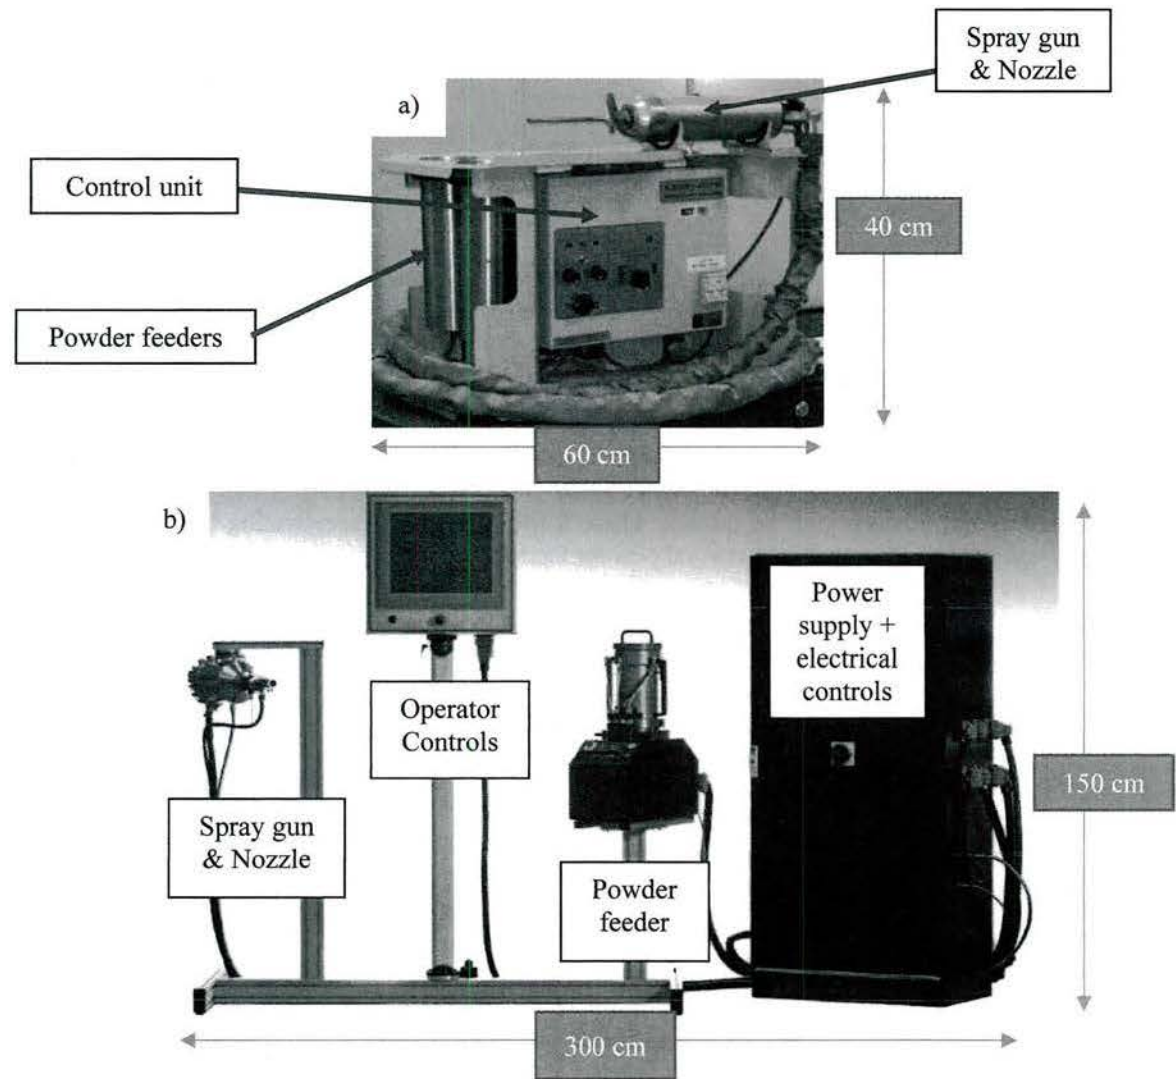 Spray gun
& Nozzle
a)
Control unit
40 cm
Powder feeders
60 cm
b)
Power
supply +
electrical
controls
Operator
Controls
150 cm
Spray gun
& Nozzle
Powder
feeder
300 cm